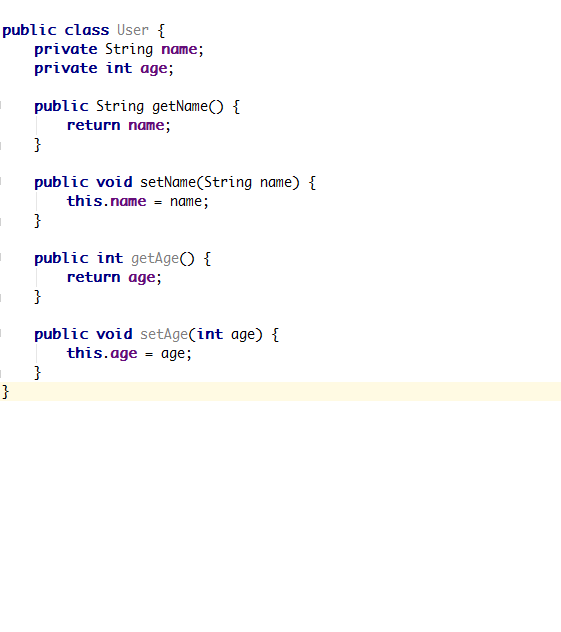 public class User {
    private String name;
    private int age;

    public String getName() {
        return name;
    }

    public void setName(String name) {
        this.name = name;
    }

    public int getAge() {
        return age;
    }

    public void setAge(int age) {
        this.age = age;
    }
}